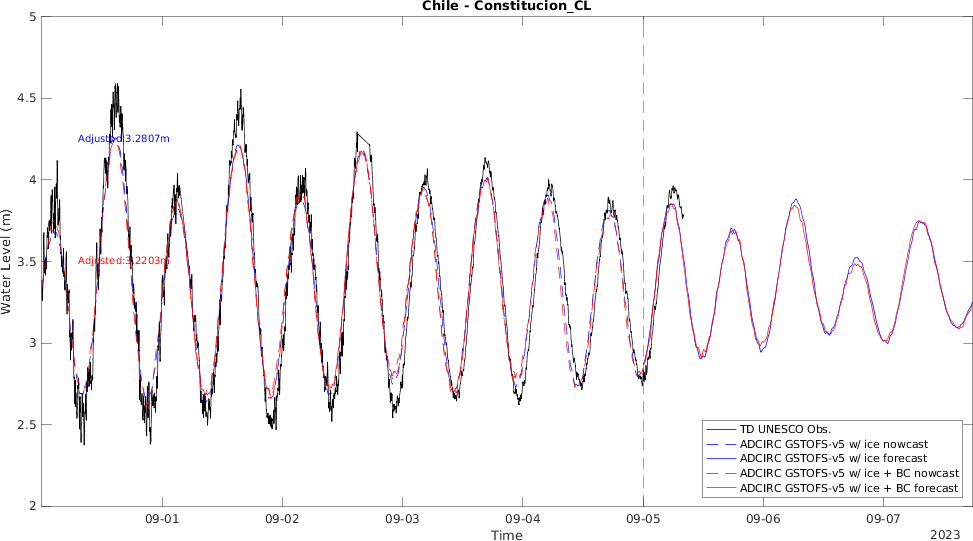 Chile - Constitucion_CL
5
4.5
4
3.5
3
2.5
2
Water Level (m)
Adjusted:3.2807m
Adjusted:3.2203m
TD UNESCO Obs.
ADCIRC GSTOFS-v5 w/ ice nowcast
ADCIRC GSTOFS-v5 w/ ice forecast
ADCIRC GSTOFS-v5 w/ ice + BC nowcast
ADCIRC GSTOFS-v5 w/ ice + BC forecast
09-01
09-02
09-03
09-04
09-05
09-06
09-07
Time
2023